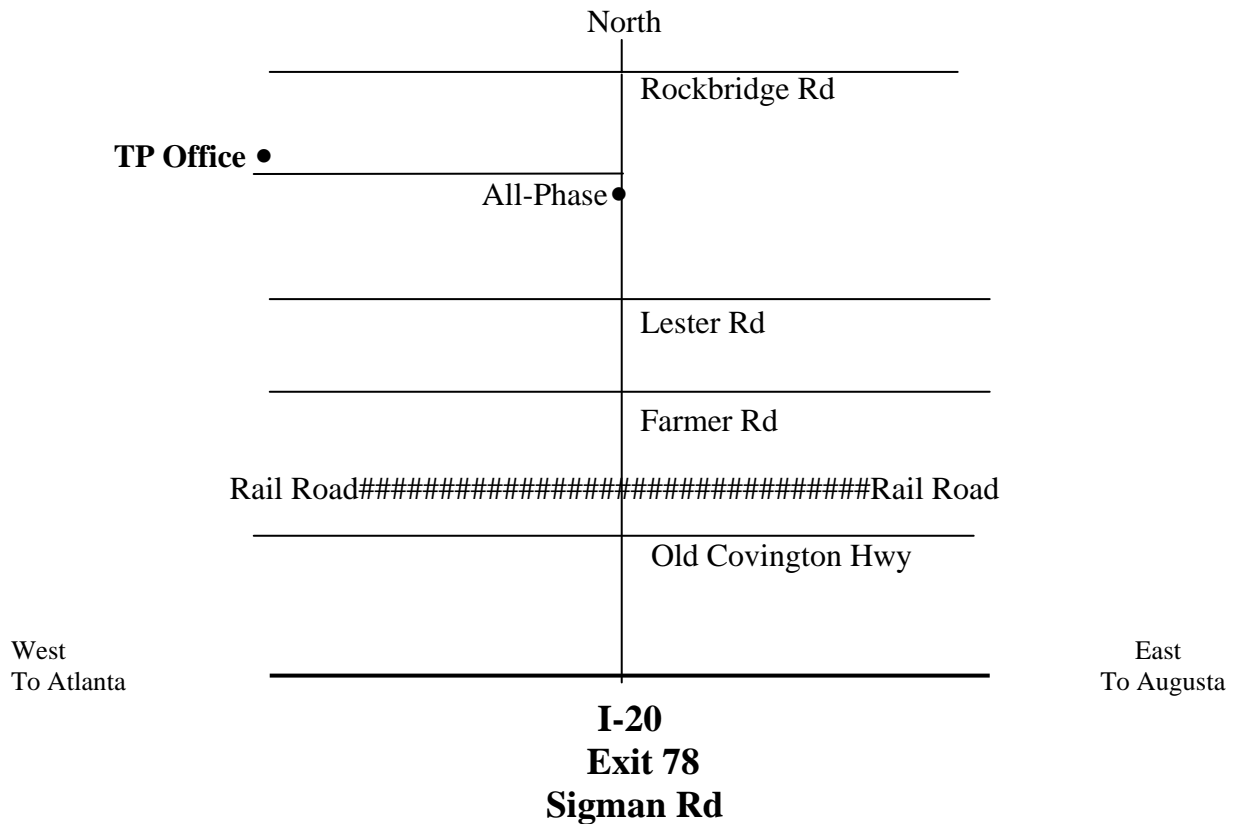 North
Rockbridge Rd
TP Office •
All-Phase •
Lester Rd
Farmer Rd
Rail Road################################Rail Road
Old Covington Hwy
West
To Atlanta
East
To Augusta
I-20
Exit 78
Sigman Rd